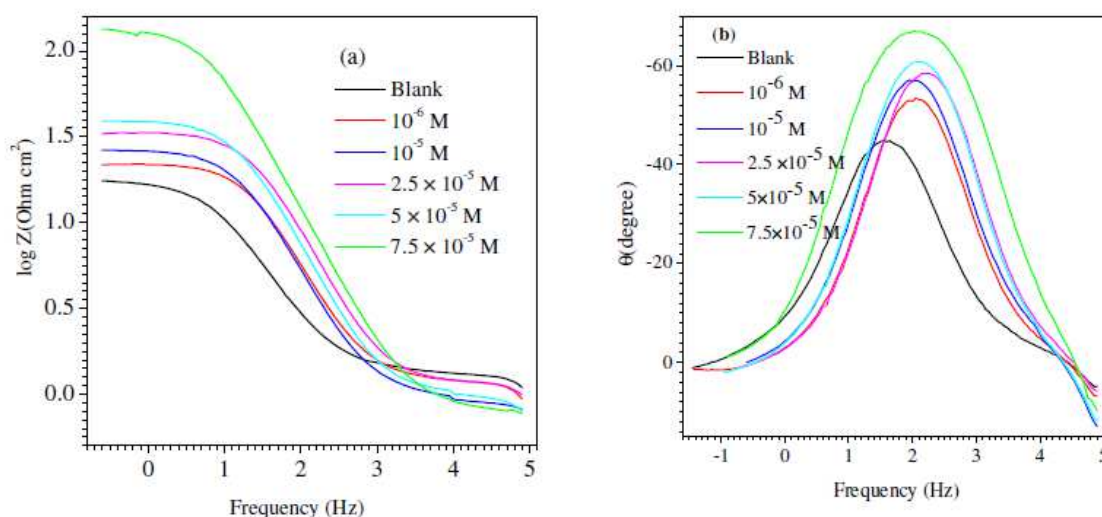 (a)
Blank
10⁻⁶ M
10⁻⁵ M
2.5 × 10⁻⁵ M
5 × 10⁻⁵ M
7.5 × 10⁻⁵ M
log Z(Ohm cm²)
2.0
1.5
1.0
0.5
0.0
0 1 2 3 4 5
Frequency (Hz)
(b)
Blank
10⁻⁶ M
10⁻⁵ M
2.5 × 10⁻⁵ M
5×10⁻⁵ M
7.5×10⁻⁵ M
θ(degree)
-60
-40
-20
0
-1 0 1 2 3 4 5
Frequency (Hz)